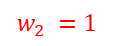 w₂ = 1